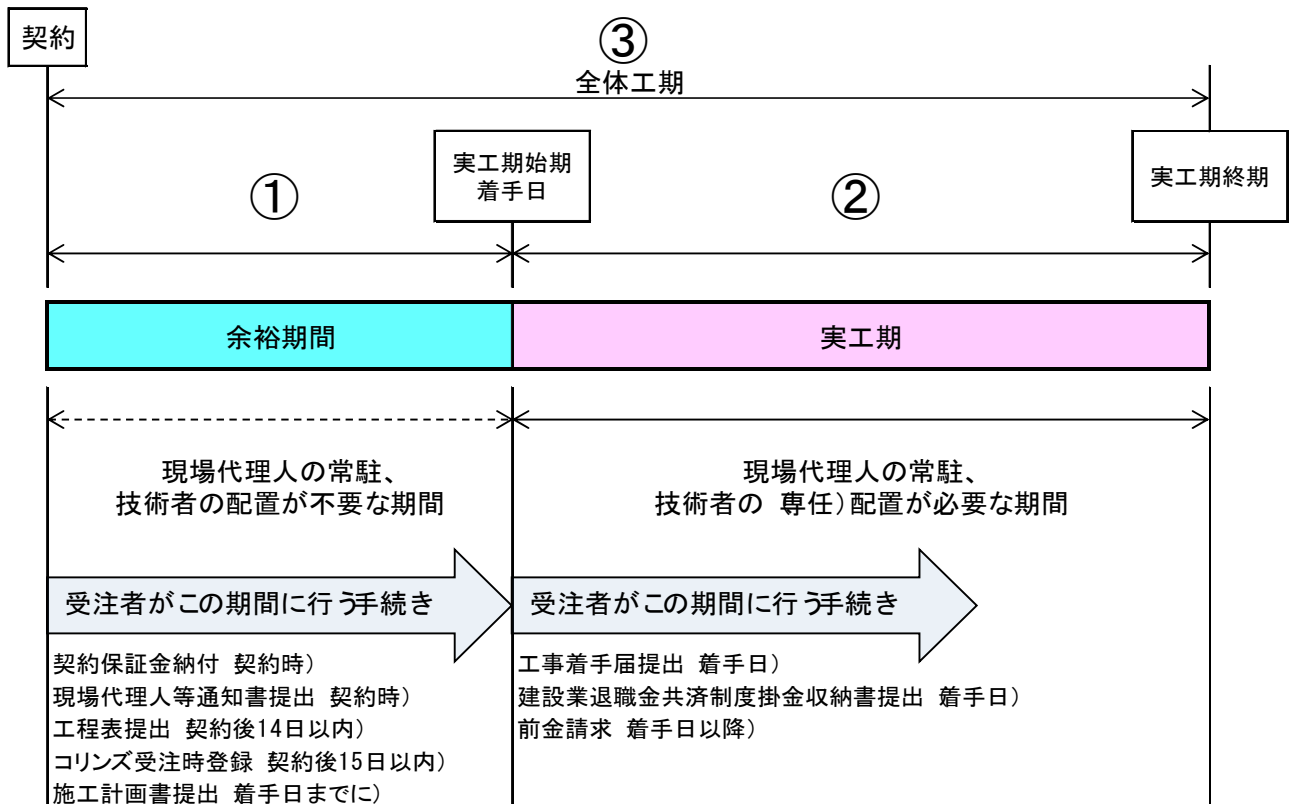 契約
③
全体工期
実工期始期
着手日
実工期終期
①
②
余裕期間
実工期
現場代理人の常駐、
技術者の配置が不要な期間
現場代理人の常駐、
技術者の 専任)配置が必要な期間
受注者がこの期間に行う手続き
受注者がこの期間に行う手続き
契約保証金納付 契約時)
現場代理人等通知書提出 契約時)
工程表提出 契約後14日以内)
コリンズ受注時登録 契約後15日以内)
施工計画書提出 着手日までに)
工事着手届提出 着手日)
建設業退職金共済制度掛金収納書提出 着手日)
前金請求 着手日以降)